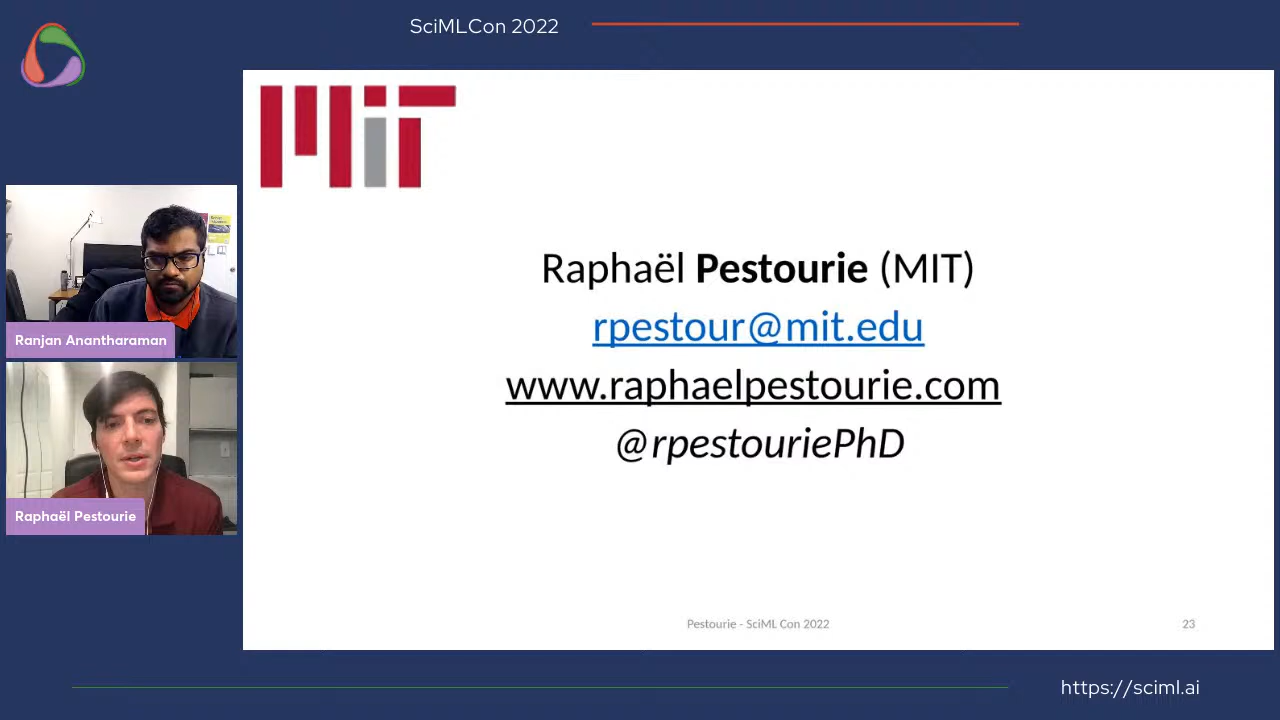 SciMLCon 2022
MIT
Raphaël Pestourie (MIT)
rpestour@mit.edu
www.raphaelpestourie.com
@rpestouriePhD
Ranjan Anantharaman
Raphaël Pestourie
Pestourie - SciML Con 2022
23
https://sciml.ai